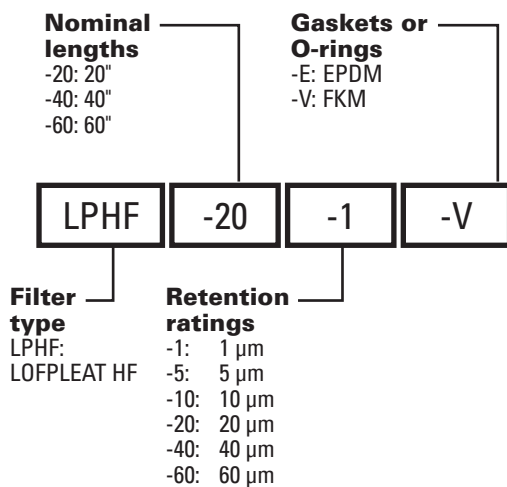 Nominal
lengths
-20: 20"
-40: 40"
-60: 60"
Gaskets or
O-rings
-E: EPDM
-V: FKM
LPHF -20 -1 -V
Filter
type
LPHF:
LOFPLEAT HF
Retention
ratings
-1: 1 µm
-5: 5 µm
-10: 10 µm
-20: 20 µm
-40: 40 µm
-60: 60 µm